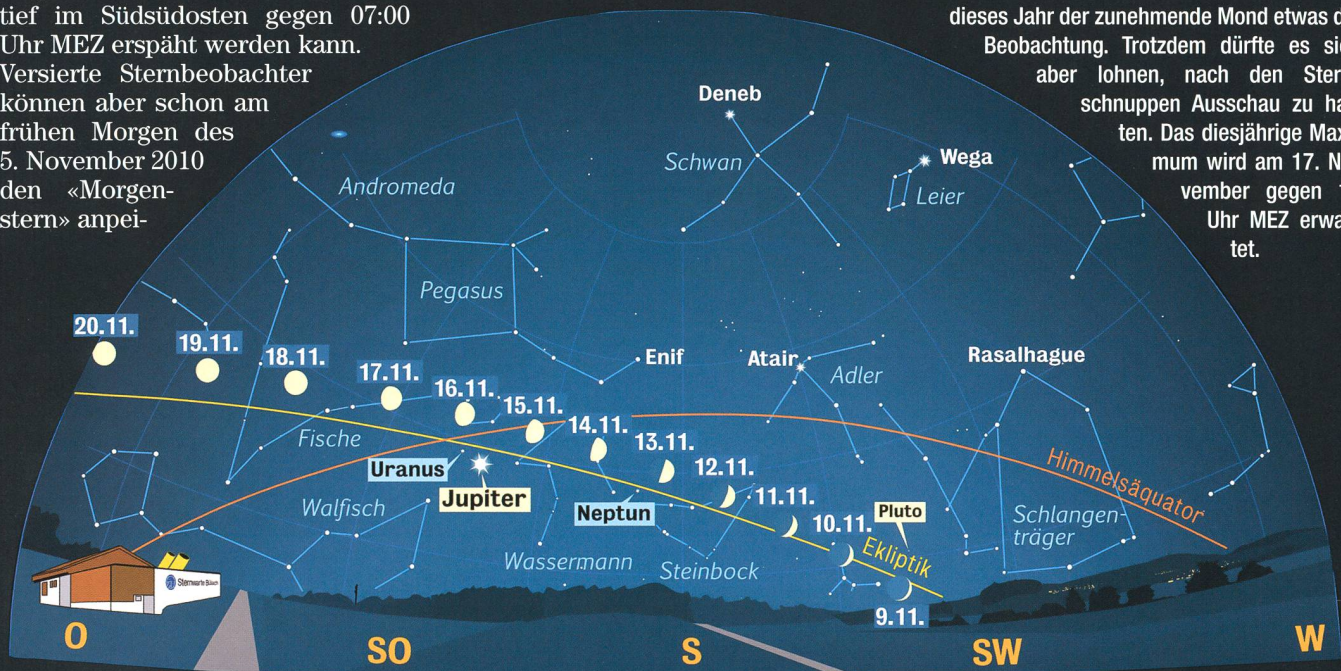 tief im Südsüdosten gegen 07:00
Uhr MEZ erspäht werden kann.
Versierte Sternbeobachter
können aber schon am
frühen Morgen des
5. November 2010
den «Morgen-
stern» anpei-
dieses Jahr der zunehmende Mond etwas d
Beobachtung. Trotzdem dürfte es sie
aber lohnen, nach den Stern
schnuppen Ausschau zu ha
ten. Das diesjährige Max
mum wird am 17. N
vember gegen
Uhr MEZ erwa
tet.
Deneb
Schwan
Wega
Leier
Andromeda
Pegasus
20.11.
19.11.
18.11.
17.11.
16.11.
15.11.
14.11.
13.11.
12.11.
11.11.
10.11.
9.11.
Enif
Atair
Adler
Rasalhague
Fische
Uranus
Jupiter
Neptun
Pluto
Walfisch
Wassermann
Steinbock
Ekliptik
Himmelsäquator
Schlangen-
träger
Sternwarte Bülach
O
SO
S
SW
W